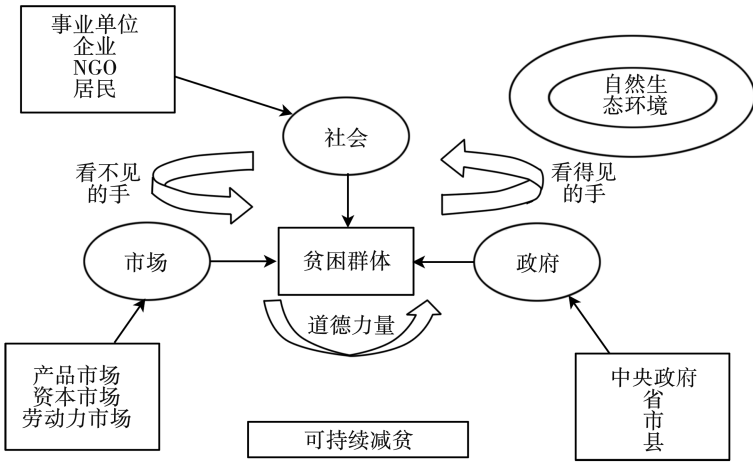 事业单位
企业
NGO
居民
自然生
态环境
社会
看不见
的手
看得见
的手
市场
贫困群体
政府
道德力量
产品市场
资本市场
劳动力市场
中央政府
省
市
县
可持续减贫